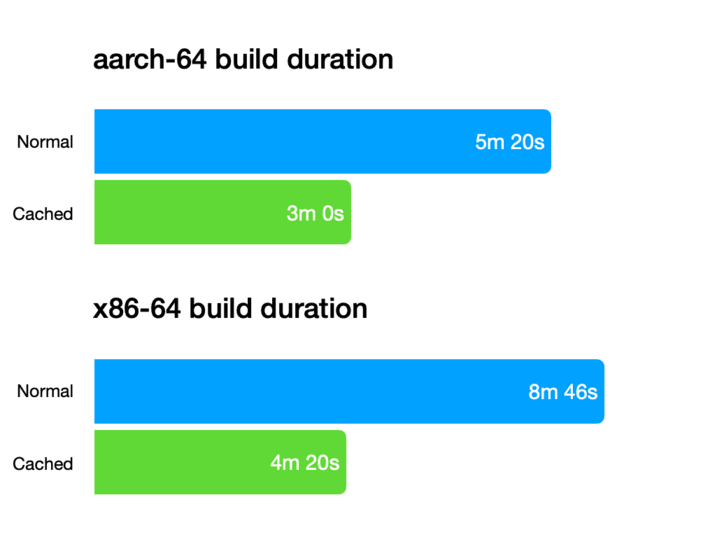 aarch-64 build duration
Normal
5m 20s
Cached
3m 0s
x86-64 build duration
Normal
8m 46s
Cached
4m 20s